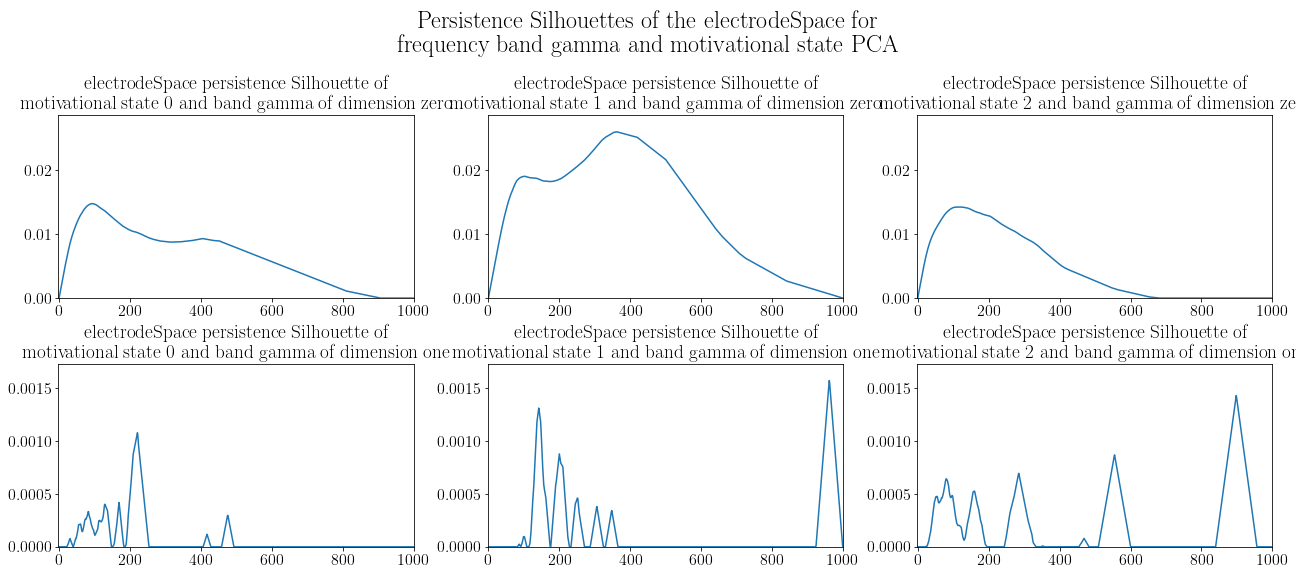 Persistence Silhouettes of the electrodeSpace for
frequency band gamma and motivational state PCA
electrodeSpace persistence Silhouette of
motivational state 0 and band gamma of dimension zero
electrodeSpace persistence Silhouette of
motivational state 1 and band gamma of dimension zero
electrodeSpace persistence Silhouette of
motivational state 2 and band gamma of dimension ze
0.02
0.01
0.00
0 200 400 600 800 1000
0.02
0.01
0.00
0 200 400 600 800 1000
0.02
0.01
0.00
0 200 400 600 800 1000
electrodeSpace persistence Silhouette of
motivational state 0 and band gamma of dimension one
electrodeSpace persistence Silhouette of
motivational state 1 and band gamma of dimension one
electrodeSpace persistence Silhouette of
motivational state 2 and band gamma of dimension on
0.0015
0.0010
0.0005
0.0000
0 200 400 600 800 1000
0.0015
0.0010
0.0005
0.0000
0 200 400 600 800 1000
0.0015
0.0010
0.0005
0.0000
0 200 400 600 800 1000